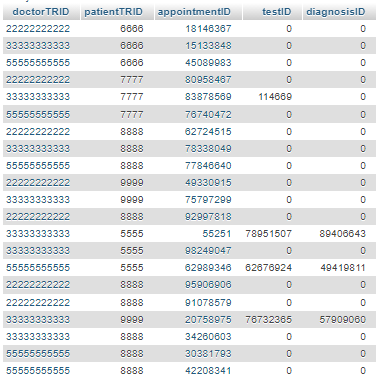 doctorTRID patientTRID appointmentID testID diagnosisID
22222222222 6666 18146367 0 0
33333333333 6666 15133848 0 0
55555555555 6666 45089983 0 0
22222222222 7777 80958467 0 0
33333333333 7777 83878569 114669 0
55555555555 7777 76740472 0 0
22222222222 8888 62724515 0 0
33333333333 8888 78338049 0 0
55555555555 8888 77846640 0 0
22222222222 9999 49330915 0 0
33333333333 9999 75797299 0 0
22222222222 8888 92997818 0 0
33333333333 5555 55251 78951507 89406643
33333333333 5555 98249047 0 0
55555555555 5555 62989346 62676924 49419811
22222222222 8888 95906906 0 0
22222222222 8888 91078579 0 0
33333333333 9999 20758975 76732365 57909060
33333333333 8888 34260603 0 0
55555555555 8888 30381793 0 0
55555555555 8888 42208341 0 0